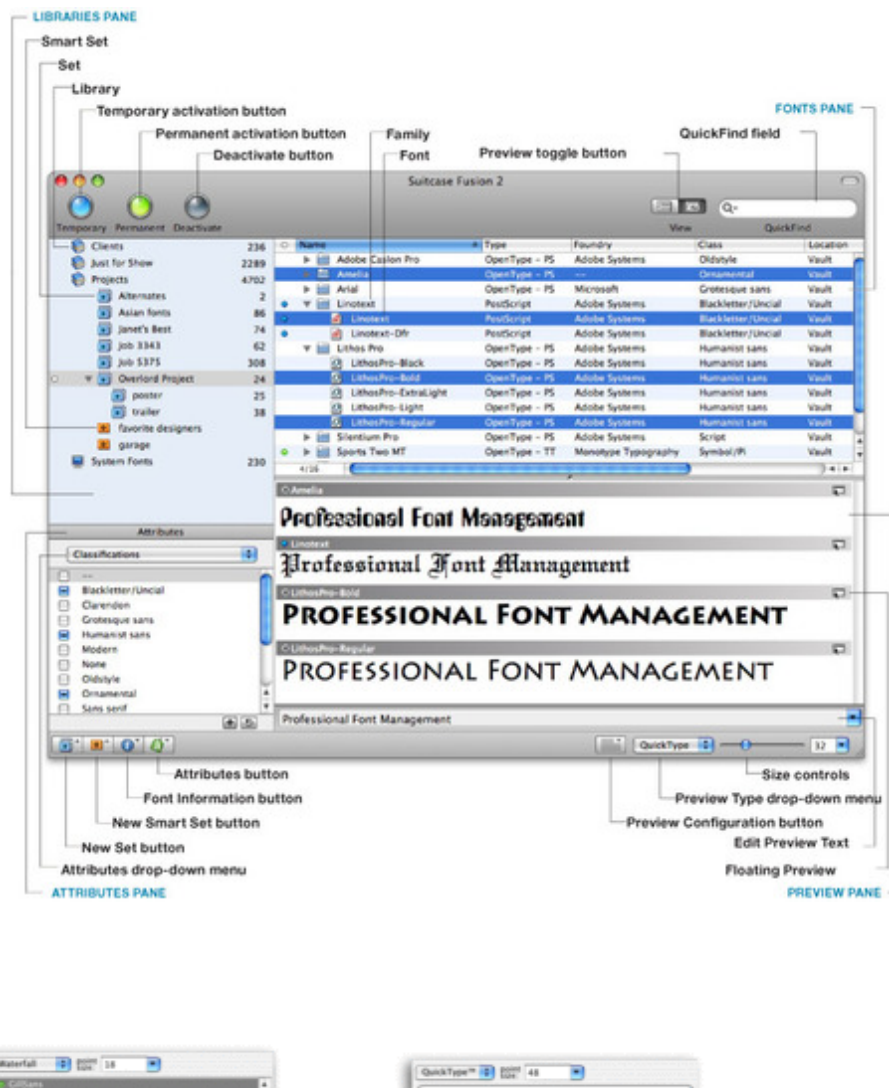 LIBRARIES PANE
Smart Set
Set
Library
Temporary activation button
FONTS PANE
Permanent activation button
Family
QuickFind field
Deactivate button
Font
Preview toggle button
Suitcase Fusion 2
Temporary Permanent Deactivate
View
QuickFind
Clients 236
Just for Show 2289
Projects 4702
Alternates 2
Asian fonts 86
Janet's Best 74
Job 3343 62
Job 5375 308
Overlord Project 24
poster 25
trailer 38
favorite designers
garage
System Fonts 230
Name Type Foundry Class Location
Adobe Caslon Pro OpenType - PS Adobe Systems Oldstyle Vault
Amelia OpenType - PS -- Ornamental Vault
Arial OpenType - PS Microsoft Grotesque sans Vault
Linotext PostScript Adobe Systems Blackletter/Uncial Vault
Linotext PostScript Adobe Systems Blackletter/Uncial Vault
Linotext-Dfr PostScript Adobe Systems Blackletter/Uncial Vault
Lithos Pro OpenType - PS Adobe Systems Humanist sans Vault
LithosPro-Black OpenType - PS Adobe Systems Humanist sans Vault
LithosPro-Bold OpenType - PS Adobe Systems Humanist sans Vault
LithosPro-ExtraLight OpenType - PS Adobe Systems Humanist sans Vault
LithosPro-Light OpenType - PS Adobe Systems Humanist sans Vault
LithosPro-Regular OpenType - PS Adobe Systems Humanist sans Vault
Silentium Pro OpenType - PS Adobe Systems Script Vault
Sports Two MT OpenType - TT Monotype Typography Symbol/Pi Vault
4/16
Amelia
Professional Font Management
Linotext
Professional Font Management
LithosPro-Bold
PROFESSIONAL FONT MANAGEMENT
LithosPro-Regular
PROFESSIONAL FONT MANAGEMENT
Professional Font Management
Attributes
Classifications
--
Blackletter/Uncial
Clarendon
Grotesque sans
Humanist sans
Modern
None
Oldstyle
Ornamental
Sans serif
QuickType
32
Attributes button
Size controls
Font Information button
Preview Type drop-down menu
New Smart Set button
Preview Configuration button
New Set button
Edit Preview Text
Attributes drop-down menu
Floating Preview
ATTRIBUTES PANE
PREVIEW PANE
Waterfall point size: 18
GillSans
QuickType™ point size: 48